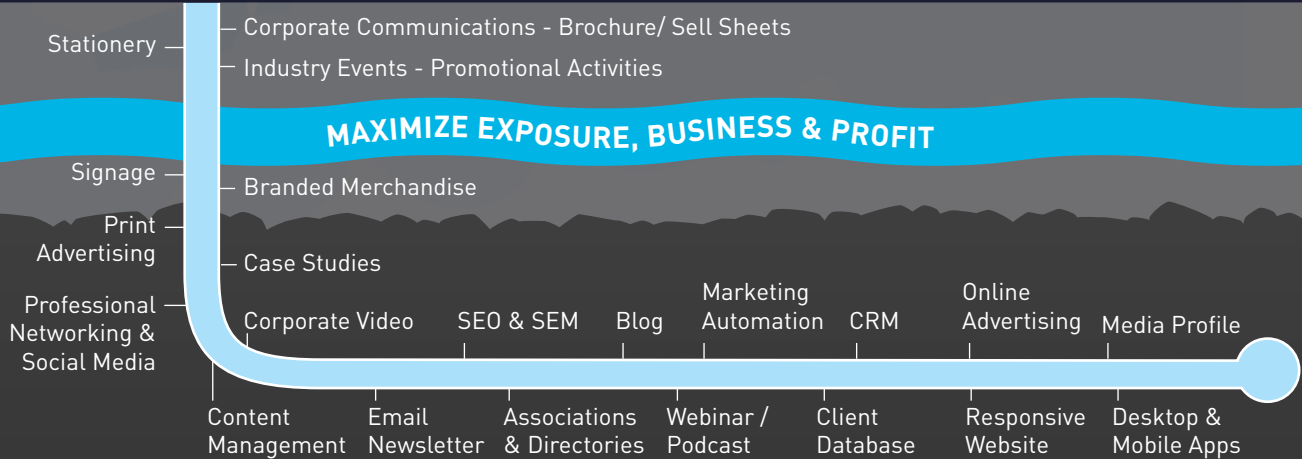 Stationery
Corporate Communications - Brochure/ Sell Sheets
Industry Events - Promotional Activities
MAXIMIZE EXPOSURE, BUSINESS & PROFIT
Signage
Branded Merchandise
Print
Advertising
Case Studies
Professional
Networking &
Social Media
Corporate Video
SEO & SEM
Blog
Marketing
Automation
CRM
Online
Advertising
Media Profile
Content
Management
Email
Newsletter
Associations
& Directories
Webinar /
Podcast
Client
Database
Responsive
Website
Desktop &
Mobile Apps